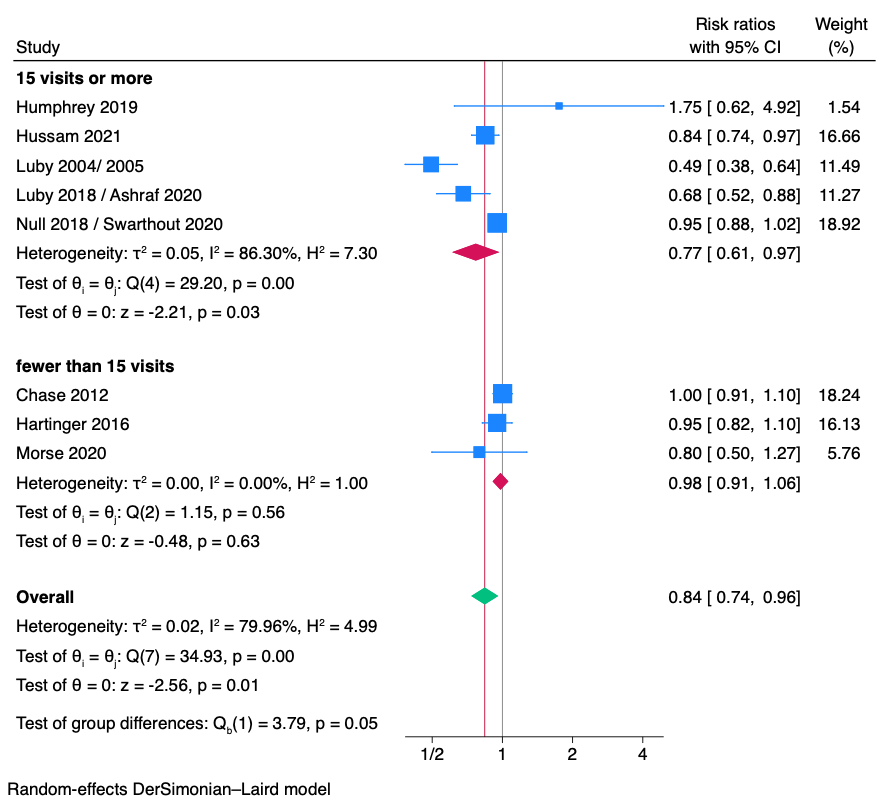 Risk ratios Weight
Study with 95% CI (%)
15 visits or more
Humphrey 2019 1.75 [ 0.62, 4.92] 1.54
Hussam 2021 0.84 [ 0.74, 0.97] 16.66
Luby 2004/ 2005 0.49 [ 0.38, 0.64] 11.49
Luby 2018 / Ashraf 2020 0.68 [ 0.52, 0.88] 11.27
Null 2018 / Swarthout 2020 0.95 [ 0.88, 1.02] 18.92
Heterogeneity: τ² = 0.05, I² = 86.30%, H² = 7.30 0.77 [ 0.61, 0.97]
Test of θᵢ = θⱼ: Q(4) = 29.20, p = 0.00
Test of θ = 0: z = -2.21, p = 0.03
fewer than 15 visits
Chase 2012 1.00 [ 0.91, 1.10] 18.24
Hartinger 2016 0.95 [ 0.82, 1.10] 16.13
Morse 2020 0.80 [ 0.50, 1.27] 5.76
Heterogeneity: τ² = 0.00, I² = 0.00%, H² = 1.00 0.98 [ 0.91, 1.06]
Test of θᵢ = θⱼ: Q(2) = 1.15, p = 0.56
Test of θ = 0: z = -0.48, p = 0.63
Overall 0.84 [ 0.74, 0.96]
Heterogeneity: τ² = 0.02, I² = 79.96%, H² = 4.99
Test of θᵢ = θⱼ: Q(7) = 34.93, p = 0.00
Test of θ = 0: z = -2.56, p = 0.01
Test of group differences: Q_b(1) = 3.79, p = 0.05
1/2 1 2 4
Random-effects DerSimonian–Laird model